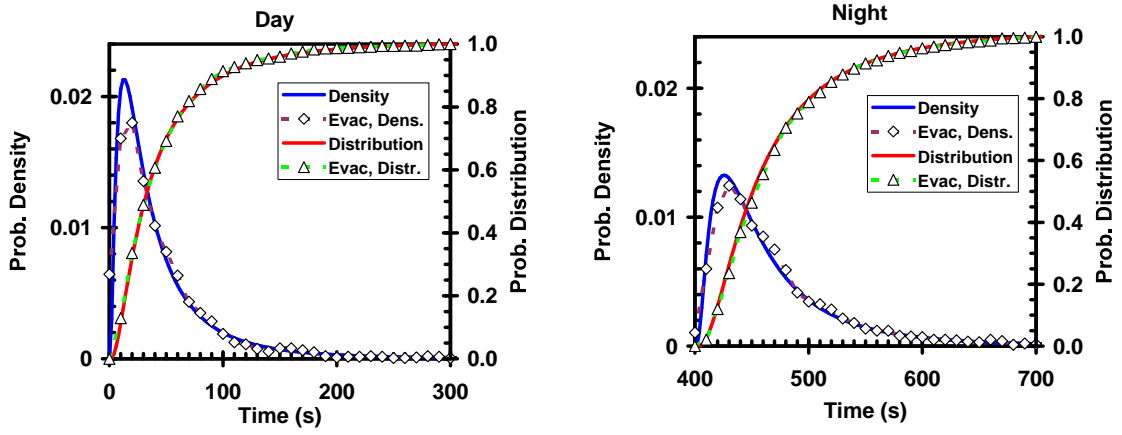 Day
Prob. Density
0.02
0.01
0
1.0
0.8
0.6
0.4
0.2
0.0
Prob. Distribution
Density
Evac, Dens.
Distribution
Evac, Distr.
0 100 200 300
Time (s)
Night
Prob. Density
0.02
0.01
0
1.0
0.8
0.6
0.4
0.2
0.0
Prob. Distribution
Density
Evac, Dens.
Distribution
Evac, Distr.
400 500 600 700
Time (s)